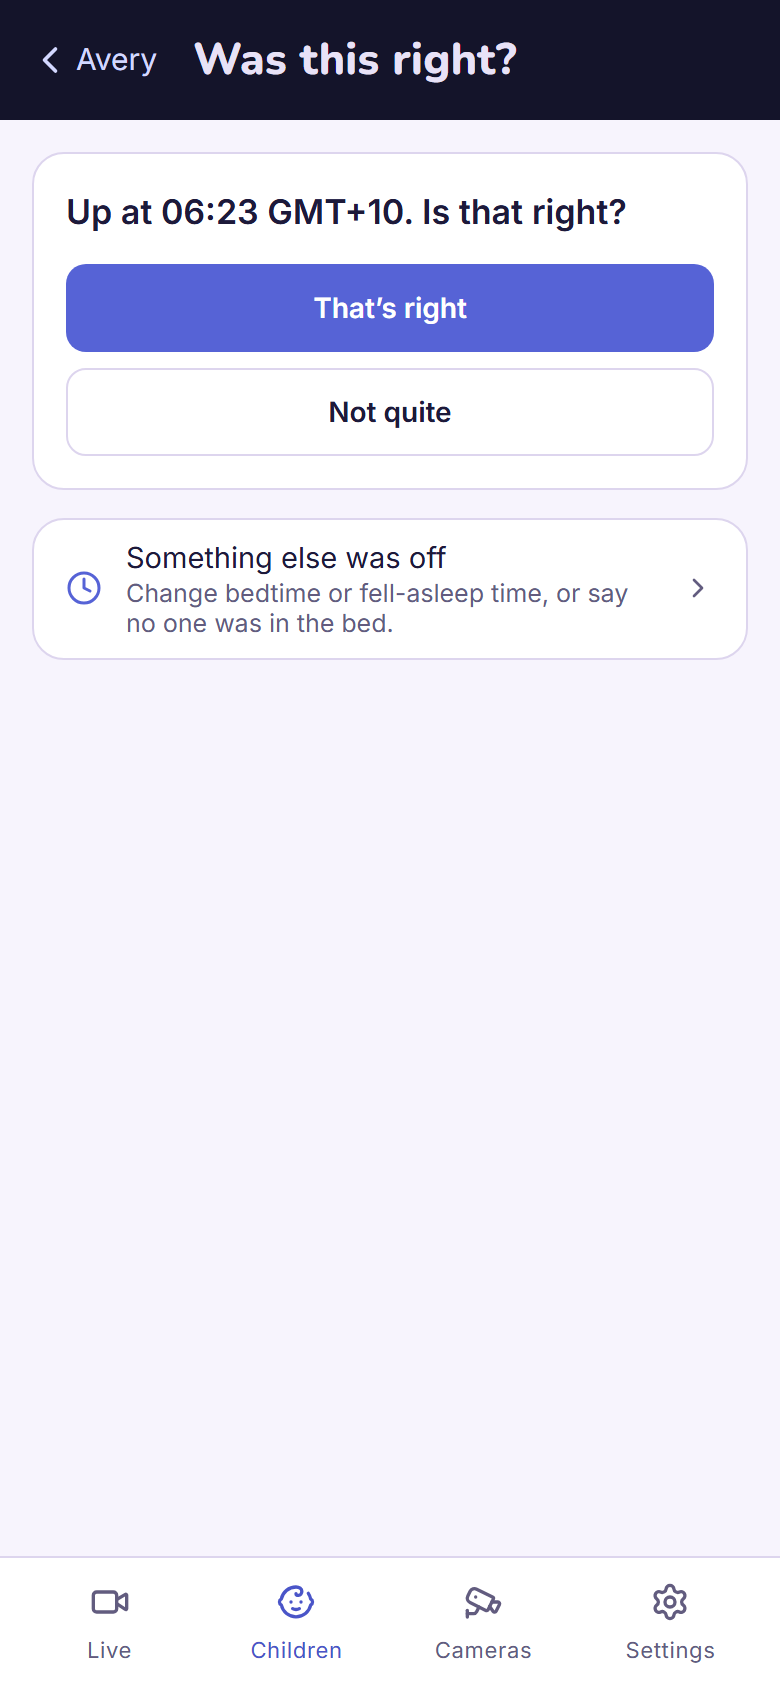 Avery
Was this right?
Up at 06:23 GMT+10. Is that right?
That’s right
Not quite
Something else was off
Change bedtime or fell-asleep time, or say
no one was in the bed.
Live
Children
Cameras
Settings